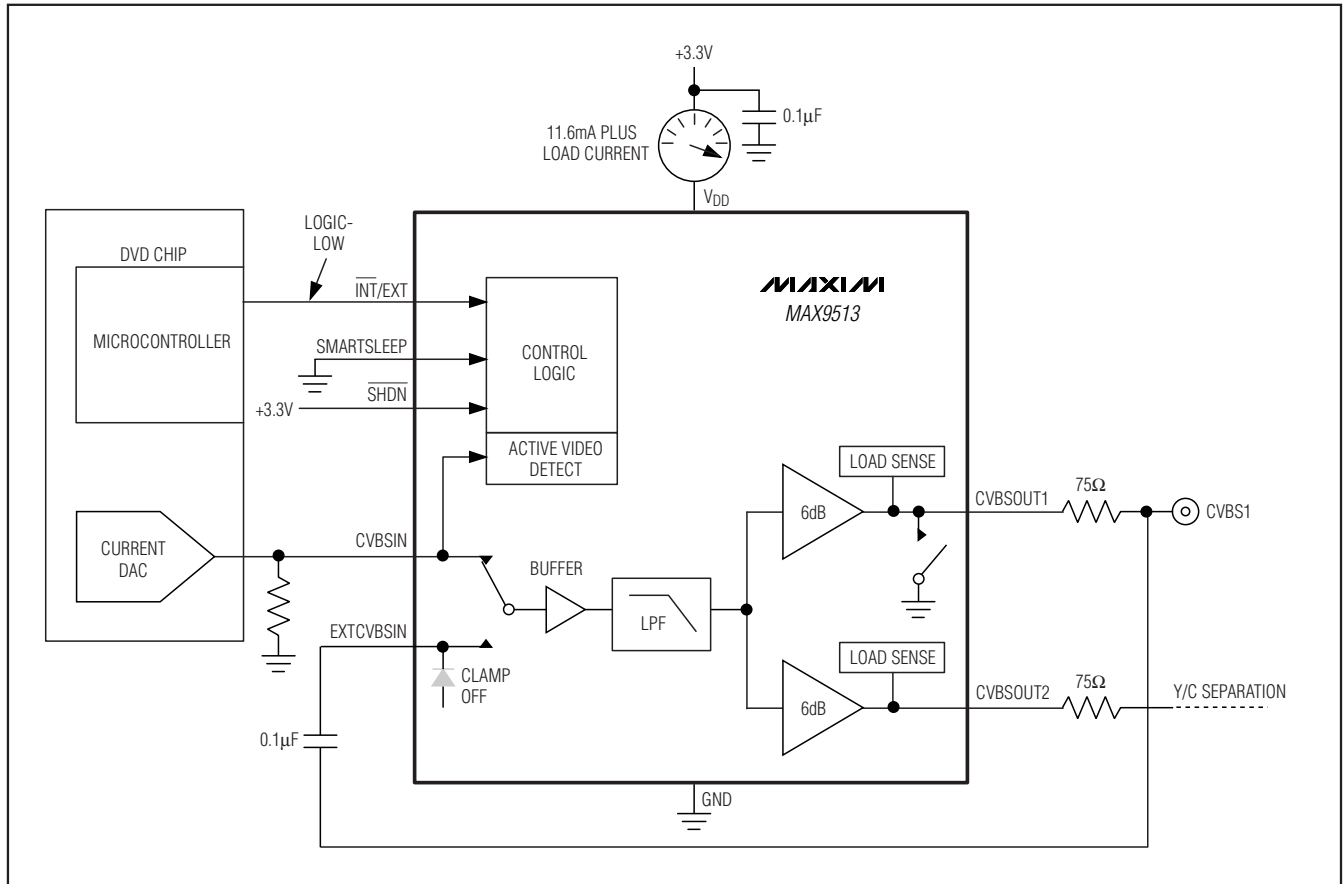 +3.3V
0.1μF
11.6mA PLUS
LOAD CURRENT
VDD
LOGIC-
LOW
DVD CHIP
MICROCONTROLLER
INT/EXT
SMARTSLEEP
SHDN
+3.3V
CONTROL
LOGIC
ACTIVE VIDEO
DETECT
MAXIM
MAX9513
LOAD SENSE
6dB
CVBSOUT1
75Ω
CVBS1
CURRENT
DAC
CVBSIN
BUFFER
LPF
EXTCVBSIN
CLAMP
OFF
LOAD SENSE
6dB
CVBSOUT2
75Ω
Y/C SEPARATION
0.1μF
GND